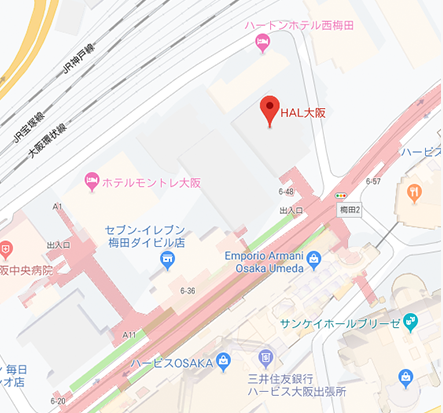 ハートンホテル西梅田
JR神戸線
JR宝塚線
大阪環状線
HAL大阪
ハービス
6-57
6-48
出入口
梅田2
ホテルモントレ大阪
A1
出入口
セブン-イレブン
梅田ダイビル店
阪中央病院
Emporio Armani
Osaka Umeda
6-36
サンケイホールブリーゼ
A11
ハービスOSAKA
三井住友銀行
ハービス大阪出張所
ハービス大
毎日
オ店
6-20